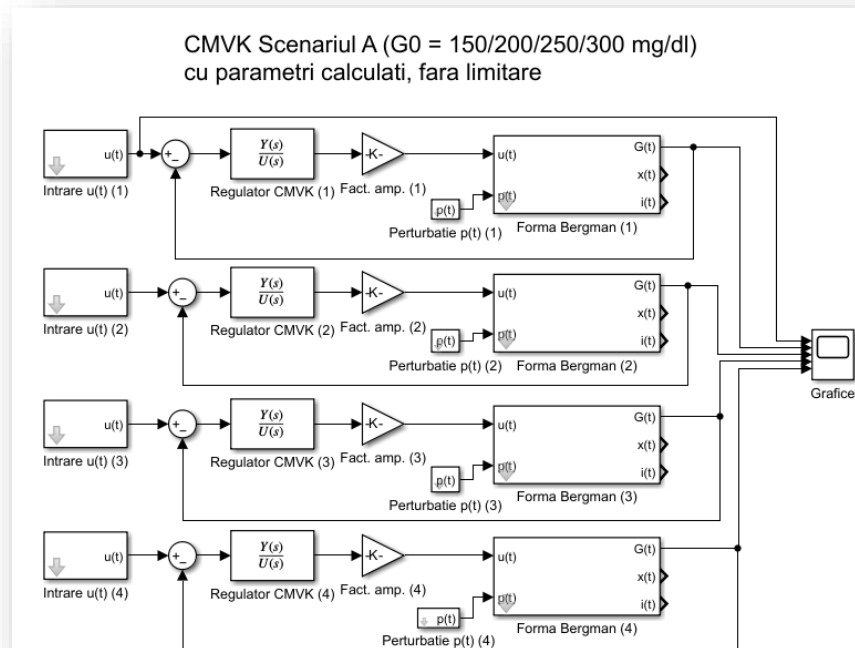 CMVK Scenariul A (G0 = 150/200/250/300 mg/dl)
cu parametri calculati, fara limitare
u(t)
Intrare u(t) (1)
+
_
Y(s)
U(s)
Regulator CMVK (1)
-K-
Fact. amp. (1)
p(t)
Perturbatie p(t) (1)
u(t)
p(t)
G(t)
x(t)
i(t)
Forma Bergman (1)
u(t)
Intrare u(t) (2)
+
_
Y(s)
U(s)
Regulator CMVK (2)
-K-
Fact. amp. (2)
p(t)
Perturbatie p(t) (2)
u(t)
p(t)
G(t)
x(t)
i(t)
Forma Bergman (2)
Grafice
u(t)
Intrare u(t) (3)
+
_
Y(s)
U(s)
Regulator CMVK (3)
-K-
Fact. amp. (3)
p(t)
Perturbatie p(t) (3)
u(t)
p(t)
G(t)
x(t)
i(t)
Forma Bergman (3)
u(t)
Intrare u(t) (4)
+
_
Y(s)
U(s)
Regulator CMVK (4)
-K-
Fact. amp. (4)
p(t)
Perturbatie p(t) (4)
u(t)
p(t)
G(t)
x(t)
i(t)
Forma Bergman (4)